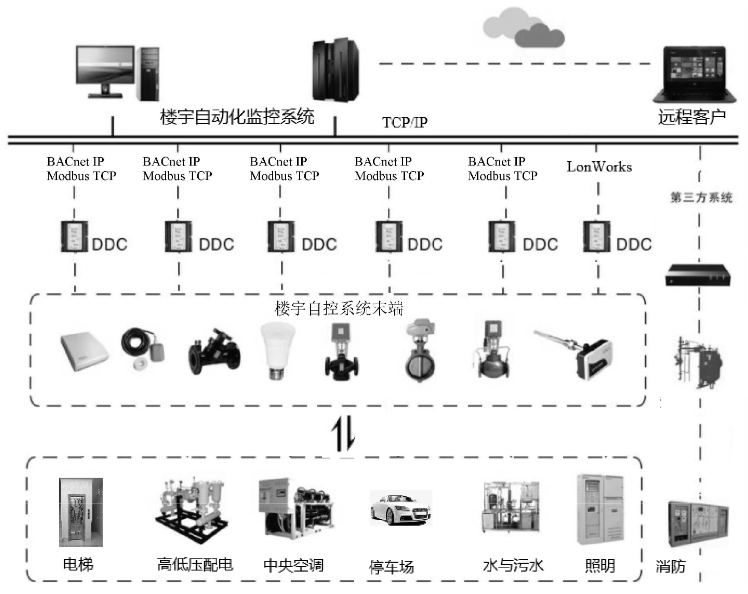 楼宇自动化监控系统
TCP/IP
远程客户
BACnet IP
Modbus TCP
BACnet IP
Modbus TCP
BACnet IP
Modbus TCP
BACnet IP
Modbus TCP
BACnet IP
Modbus TCP
LonWorks
第三方系统
DDC
DDC
DDC
DDC
DDC
DDC
楼宇自控系统末端
电梯
高低压配电
中央空调
停车场
水与污水
照明
消防